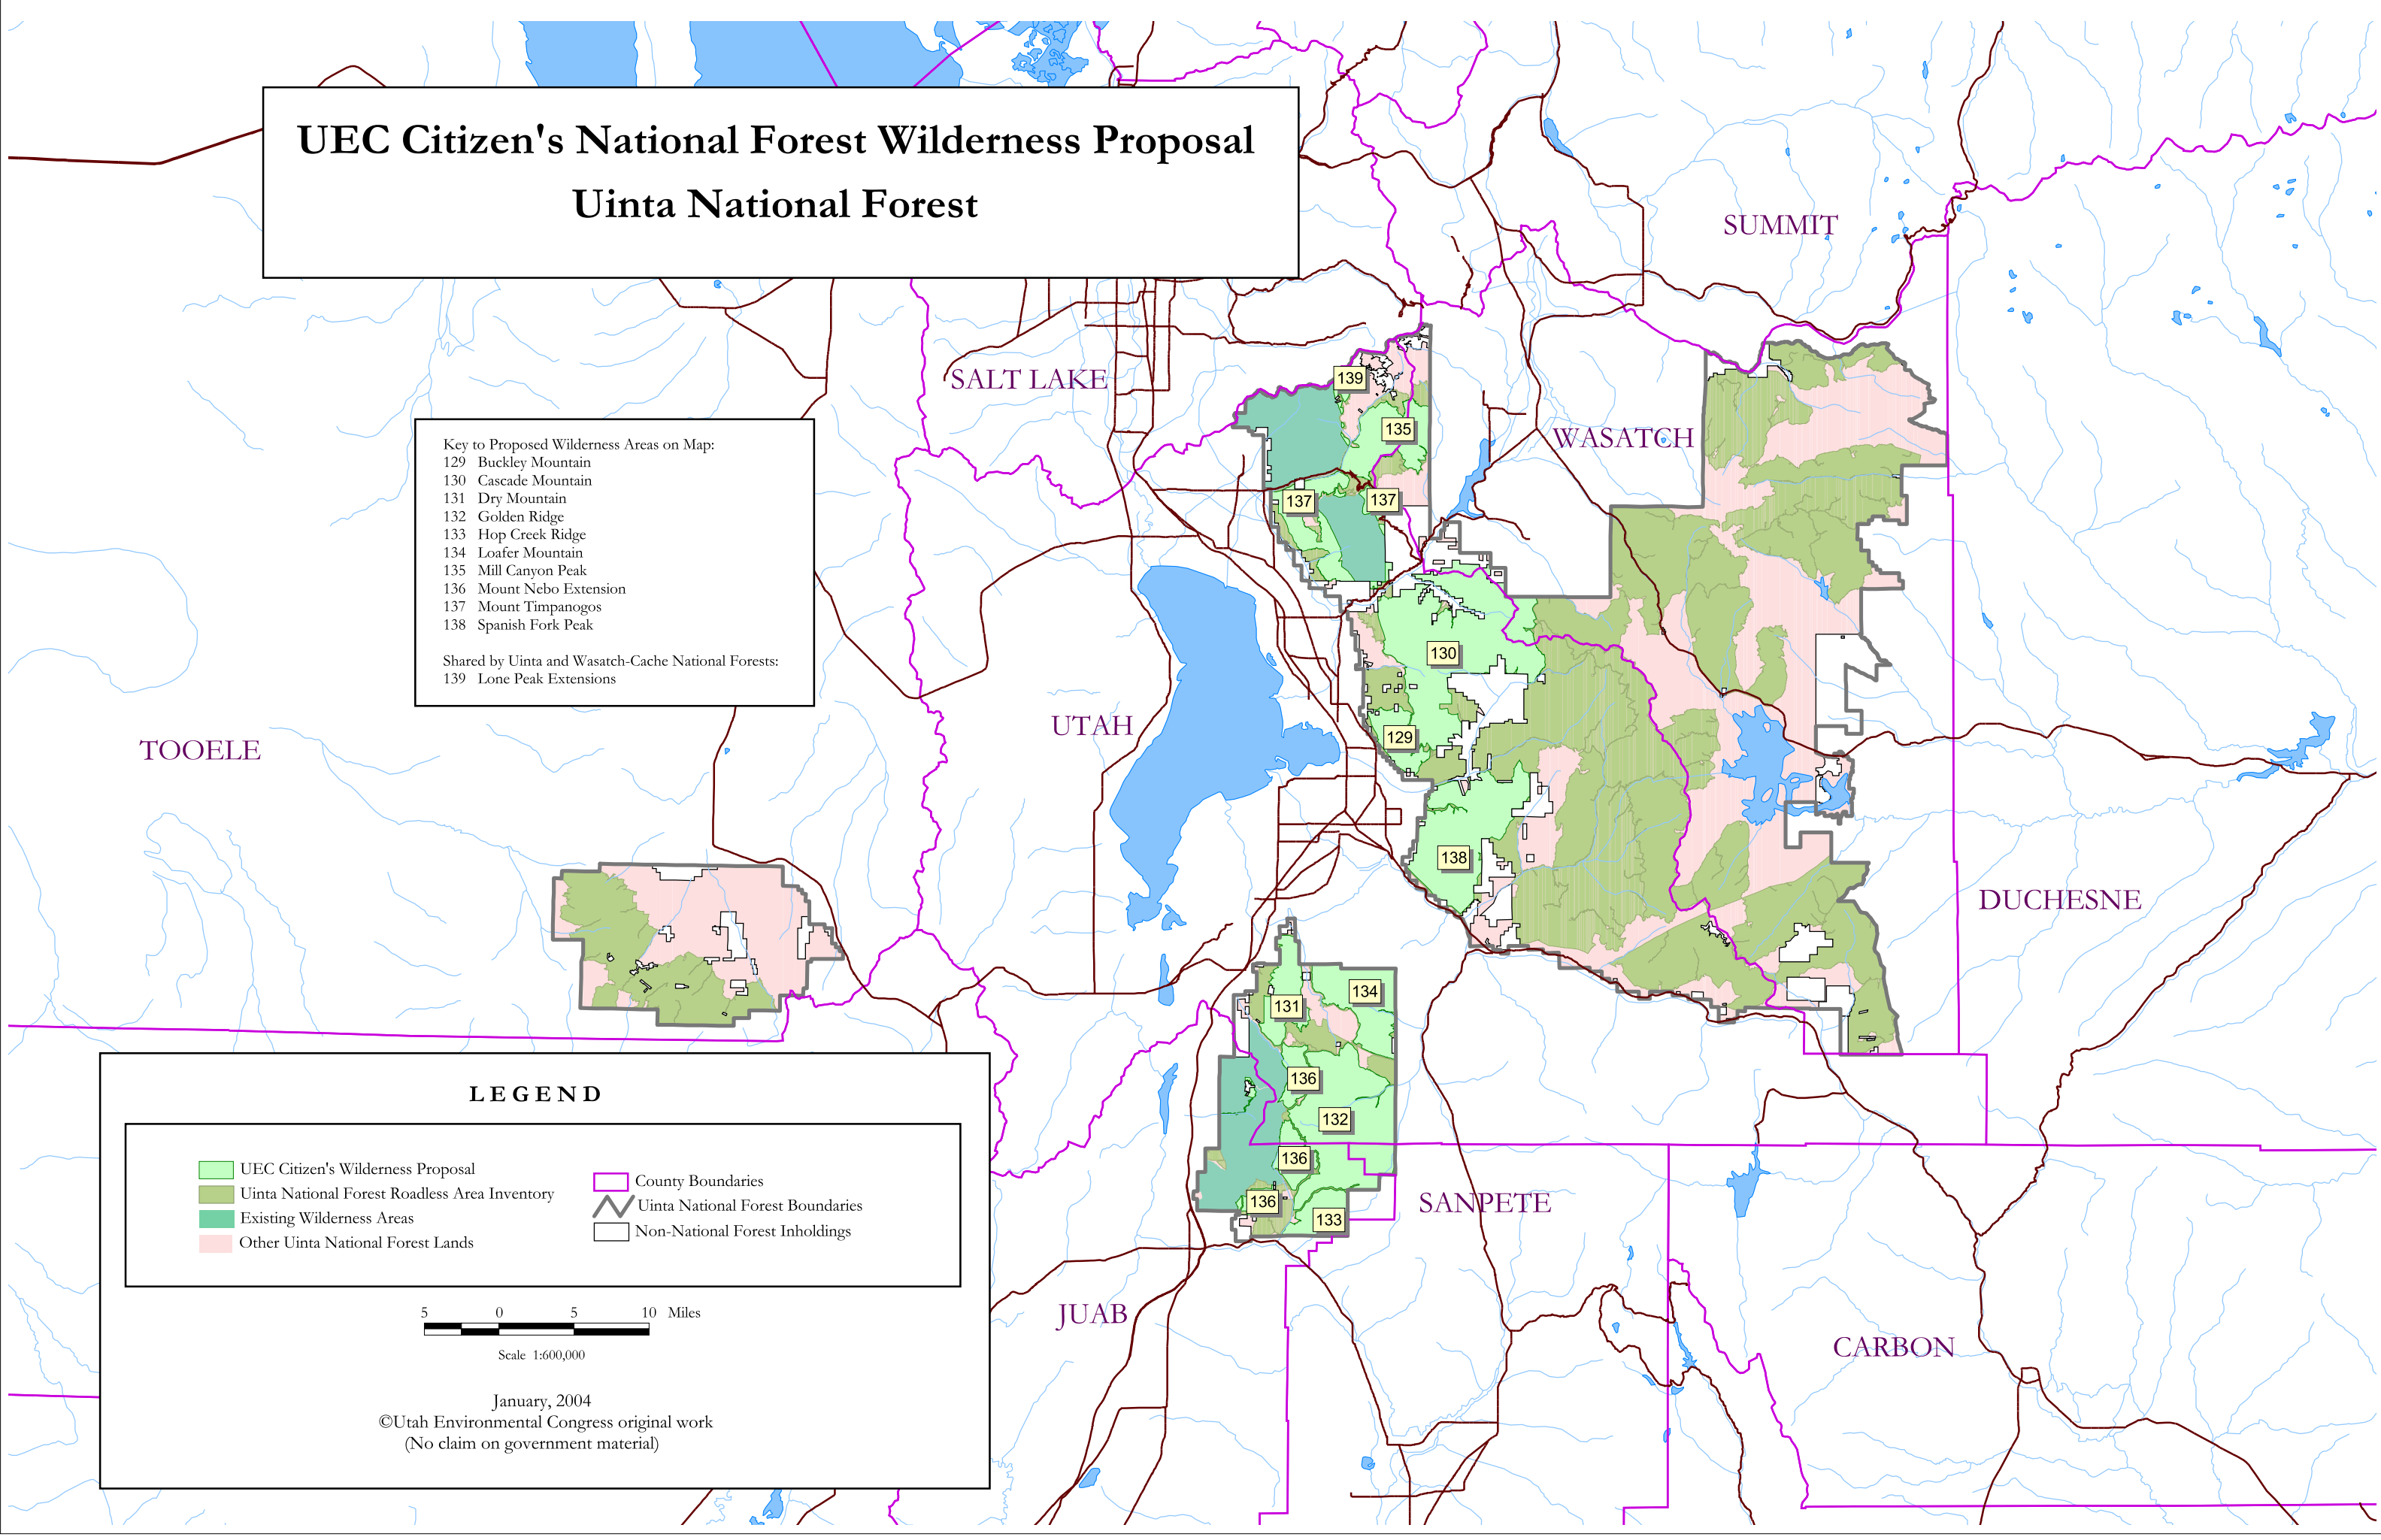 UEC Citizen's National Forest Wilderness Proposal
Uinta National Forest
SUMMIT
SALT LAKE
139
135
WASATCH
137
137
Key to Proposed Wilderness Areas on Map:
129 Buckley Mountain
130 Cascade Mountain
131 Dry Mountain
132 Golden Ridge
133 Hop Creek Ridge
134 Loafer Mountain
135 Mill Canyon Peak
136 Mount Nebo Extension
137 Mount Timpanogos
138 Spanish Fork Peak
Shared by Uinta and Wasatch-Cache National Forests:
139 Lone Peak Extensions
130
UTAH
129
TOOELE
138
DUCHESNE
134
131
136
132
136
136
133
SANPETE
JUAB
CARBON
LEGEND
UEC Citizen's Wilderness Proposal
Uinta National Forest Roadless Area Inventory
Existing Wilderness Areas
Other Uinta National Forest Lands
County Boundaries
Uinta National Forest Boundaries
Non-National Forest Inholdings
5 0 5 10 Miles
Scale 1:600,000
January, 2004
©Utah Environmental Congress original work
(No claim on government material)